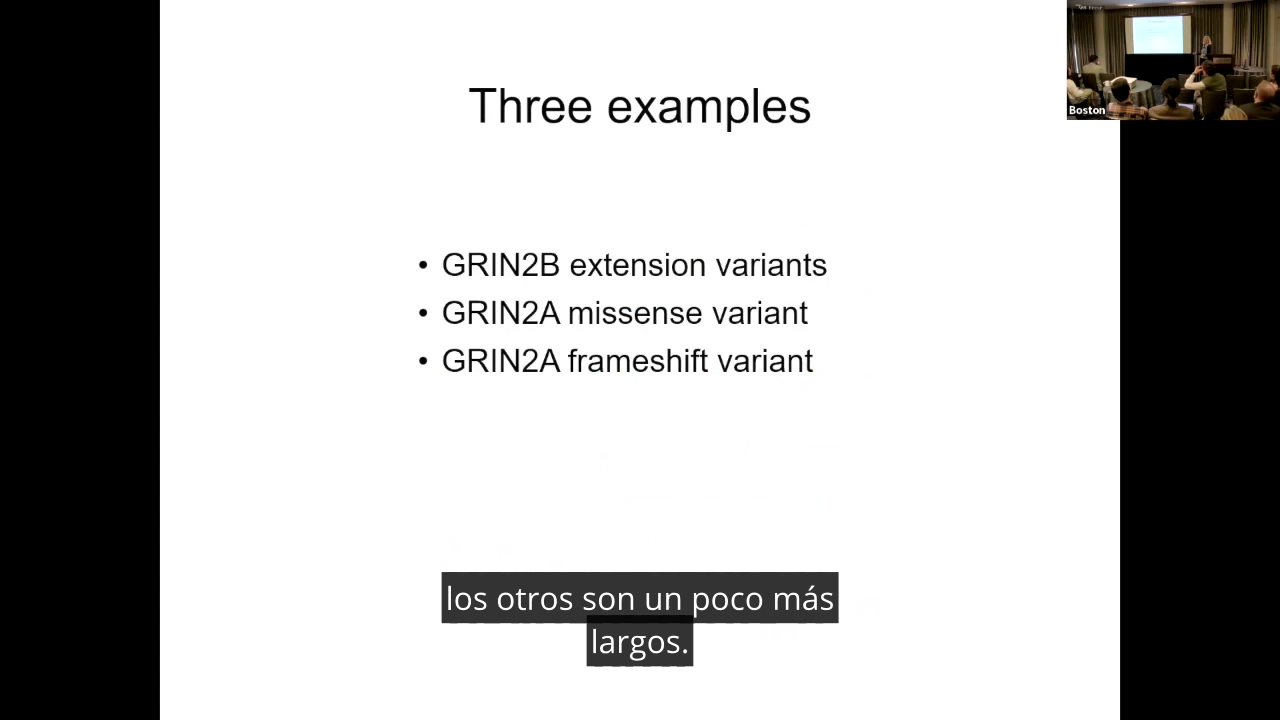 Three examples
• GRIN2B extension variants
• GRIN2A missense variant
• GRIN2A frameshift variant
los otros son un poco más
largos.
Boston